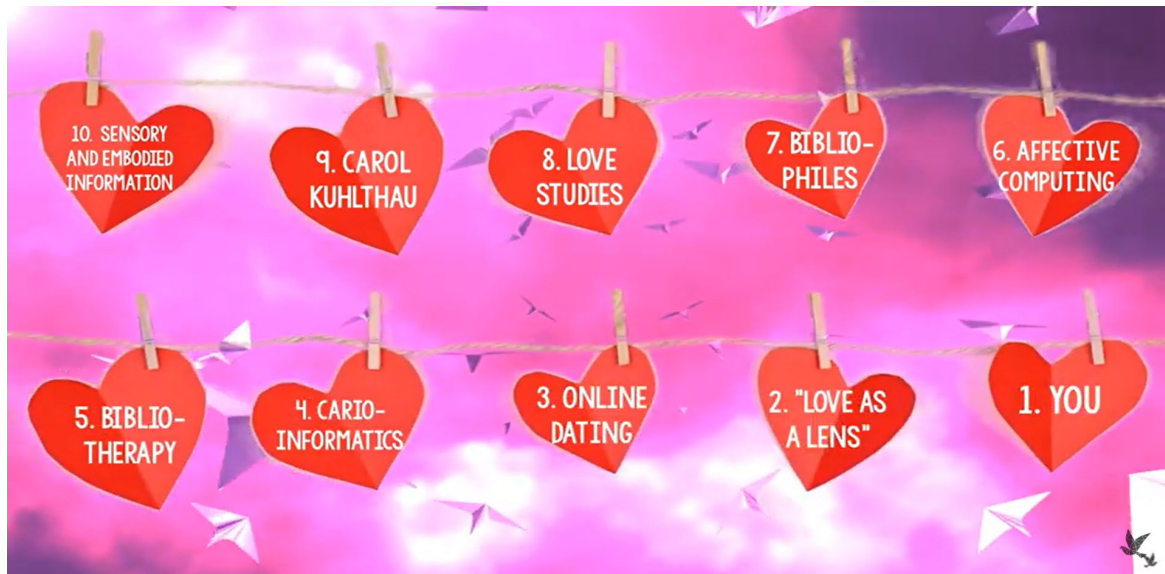 10. SENSORY
AND EMBODIED
INFORMATION
9. CAROL
KUHLTHAU
8. LOVE
STUDIES
7. BIBLIO-
PHILES
6. AFFECTIVE
COMPUTING
5. BIBLIO-
THERAPY
4. CARIO-
INFORMATICS
3. ONLINE
DATING
2. "LOVE AS
A LENS"
1. YOU